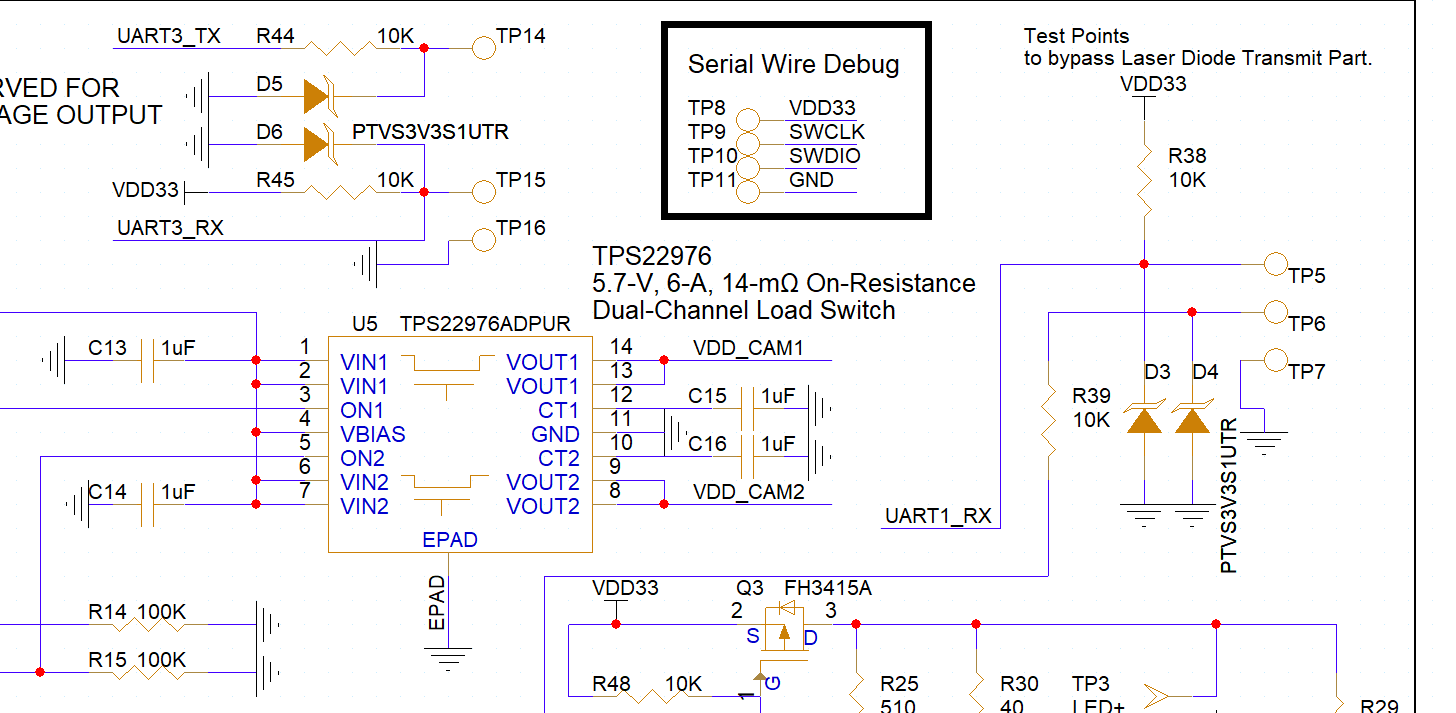 UART3_TX R44 10K TP14
D5
RVED FOR
AGE OUTPUT
D6 PTVS3V3S1UTR
VDD33 R45 10K TP15
UART3_RX TP16
Serial Wire Debug
TP8 VDD33
TP9 SWCLK
TP10 SWDIO
TP11 GND
Test Points
to bypass Laser Diode Transmit Part.
VDD33
R38
10K
TP5
TP6
TP7
D3 D4
R39
10K
PTVS3V3S1UTR
UART1_RX
TPS22976
5.7-V, 6-A, 14-mΩ On-Resistance
Dual-Channel Load Switch
U5 TPS22976ADPUR
C13 1uF 1 VIN1 VOUT1 14 VDD_CAM1
2 VIN1 VOUT1 13
3 ON1 CT1 12 C15 1uF
4 VBIAS GND 11
5 ON2 CT2 10 C16 1uF
6 VIN2 VOUT2 9
C14 1uF 7 VIN2 VOUT2 8 VDD_CAM2
EPAD
EPAD
R14 100K
R15 100K
VDD33 Q3 FH3415A
2 3
S D
G
1
R48 10K
R25
510
R30
40
TP3
LED+
R29